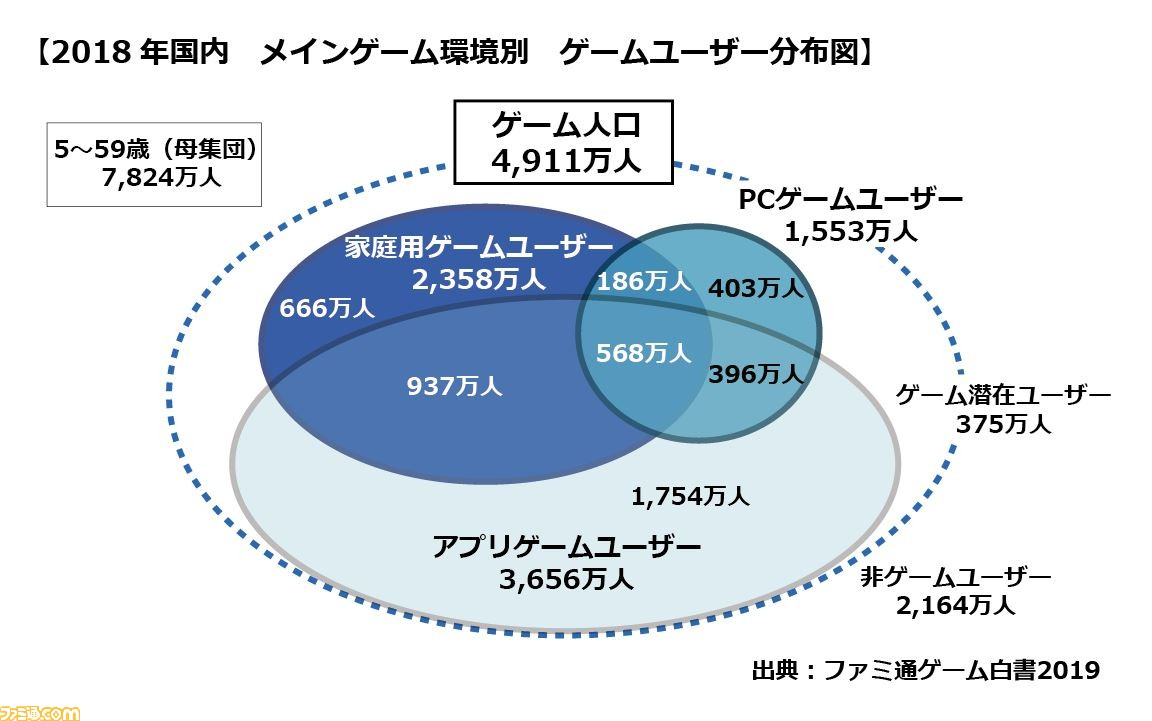 【2018年国内　メインゲーム環境別　ゲームユーザー分布図】
5～59歳（母集団）
7,824万人
ゲーム人口
4,911万人
PCゲームユーザー
1,553万人
家庭用ゲームユーザー
2,358万人
186万人
403万人
666万人
568万人
396万人
937万人
ゲーム潜在ユーザー
375万人
1,754万人
アプリゲームユーザー
3,656万人
非ゲームユーザー
2,164万人
出典：ファミ通ゲーム白書2019
ファミ通.com